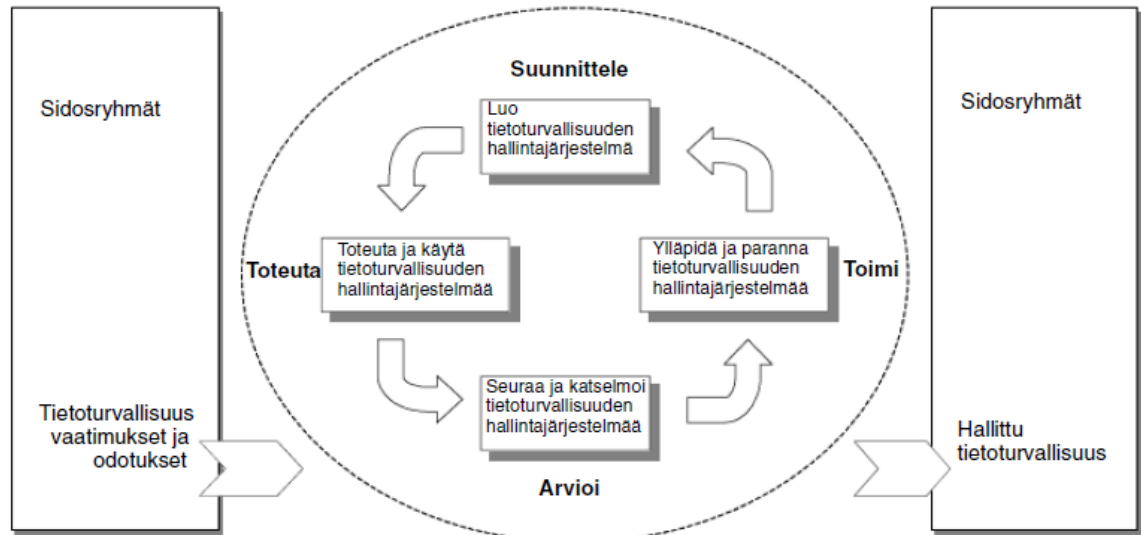 Sidosryhmät
Tietoturvallisuus
vaatimukset ja
odotukset
Suunnittele
Luo
tietoturvallisuuden
hallintajärjestelmä
Toteuta
Toteuta ja käytä
tietoturvallisuuden
hallintajärjestelmää
Ylläpidä ja paranna
tietoturvallisuuden
hallintajärjestelmää
Toimi
Seuraa ja katselmoi
tietoturvallisuuden
hallintajärjestelmää
Arvioi
Sidosryhmät
Hallittu
tietoturvallisuus